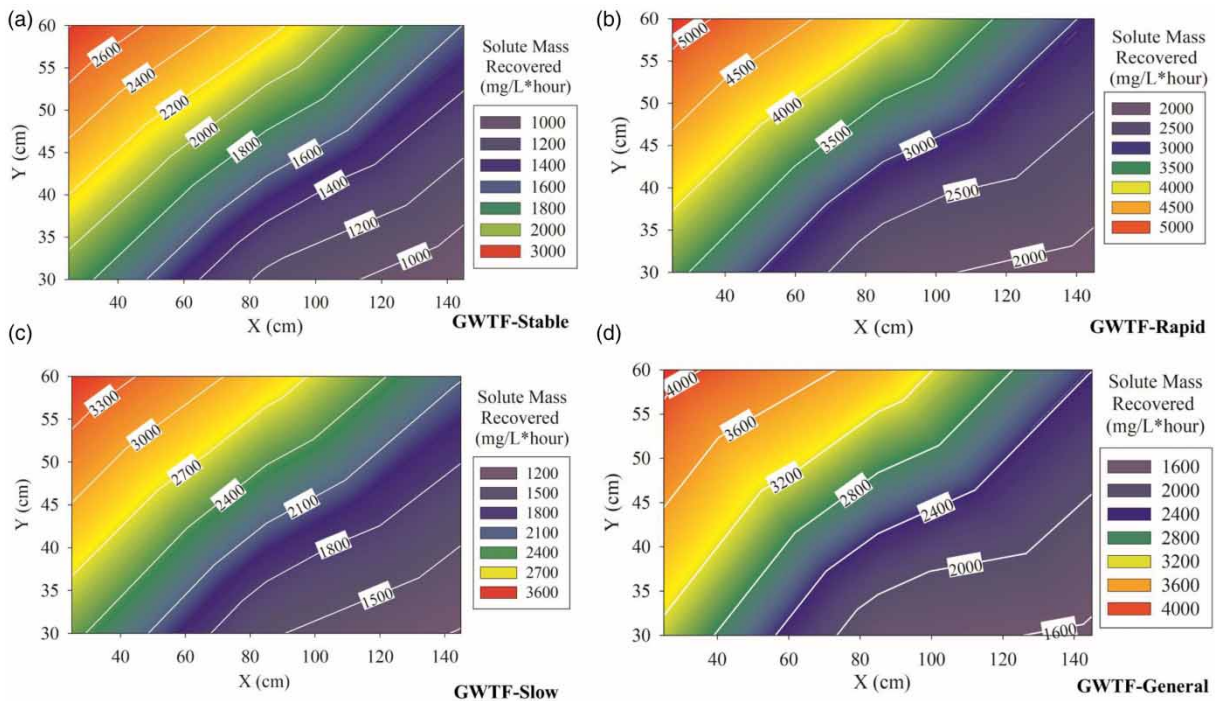 (a)
60
55
50
45
40
35
30
Y (cm)
2600
2400
2200
2000
1800
1600
1400
1200
1000
40 60 80 100 120 140
X (cm)
GWTF-Stable
Solute Mass
Recovered
(mg/L*hour)
1000
1200
1400
1600
1800
2000
3000
(b)
60
55
50
45
40
35
30
Y (cm)
5000
4500
4000
3500
3000
2500
2000
40 60 80 100 120 140
X (cm)
GWTF-Rapid
Solute Mass
Recovered
(mg/L*hour)
2000
2500
3000
3500
4000
4500
5000
(c)
60
55
50
45
40
35
30
Y (cm)
3300
3000
2700
2400
2100
1800
1500
40 60 80 100 120 140
X (cm)
GWTF-Slow
Solute Mass
Recovered
(mg/L*hour)
1200
1500
1800
2100
2400
2700
3600
(d)
60
55
50
45
40
35
30
Y (cm)
4000
3600
3200
2800
2400
2000
1600
40 60 80 100 120 140
X (cm)
GWTF-General
Solute Mass
Recovered
(mg/L*hour)
1600
2000
2400
2800
3200
3600
4000